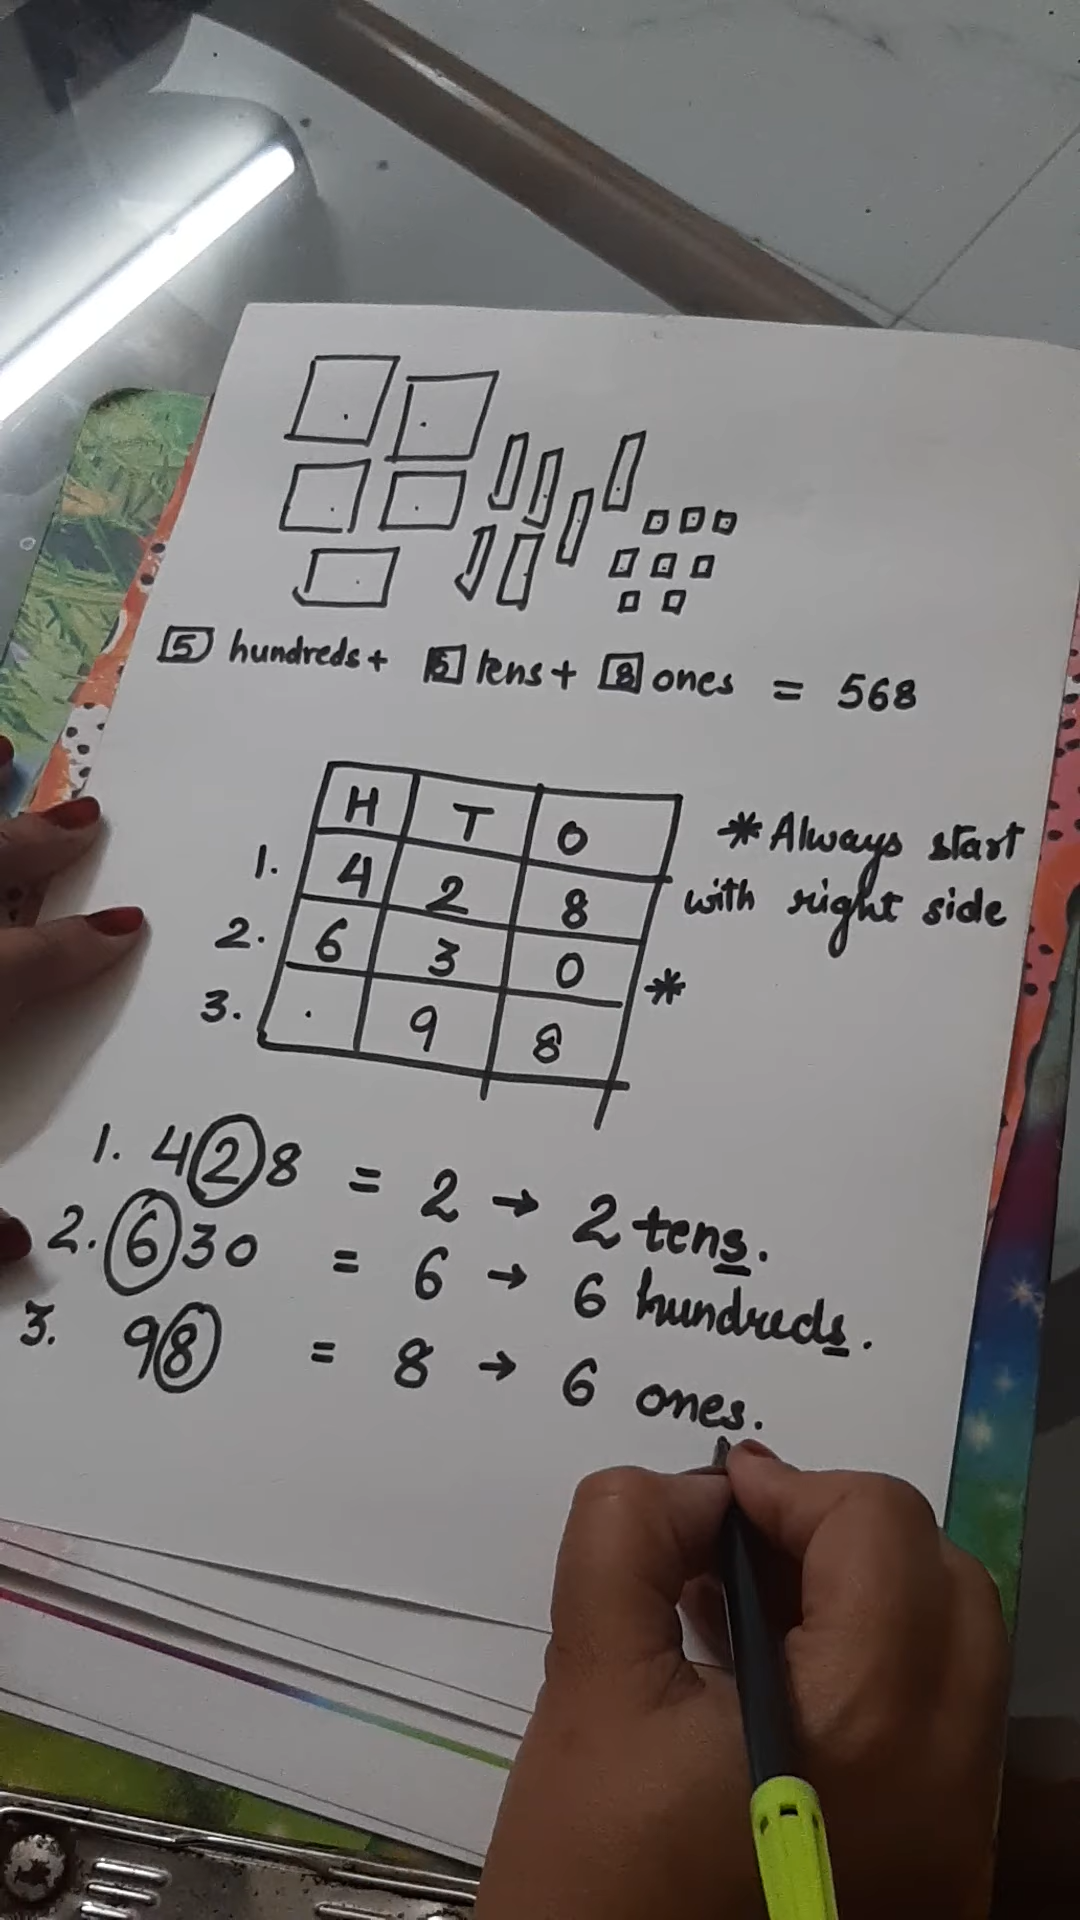 5 hundreds + 6 tens + 8 ones = 568
H T O
1. 4 2 8
2. 6 3 0
3. 9 8
* Always start
with right side
*
1. 428 = 2 → 2 tens.
2. 630 = 6 → 6 hundreds.
3. 98 = 8 → 6 ones.